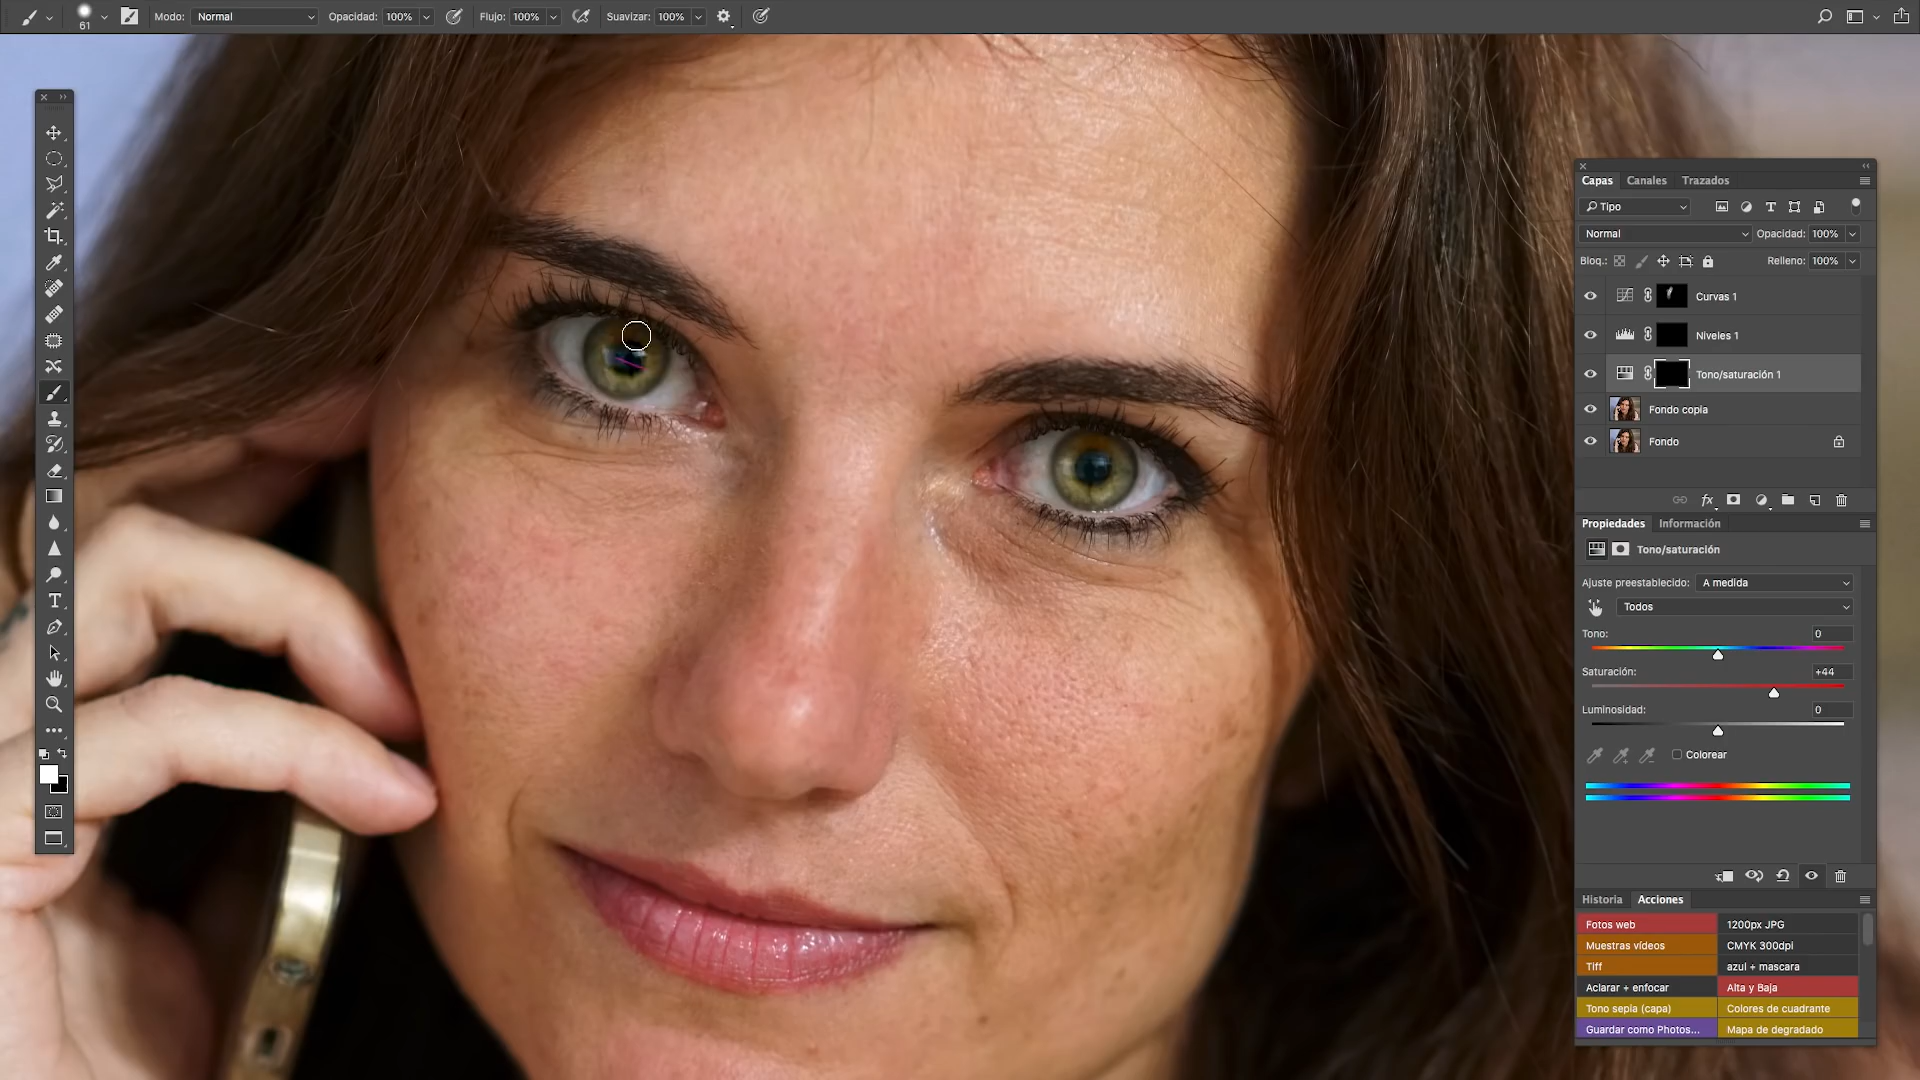 61
Modo: Normal Opacidad: 100% Flujo: 100% Suavizar: 100%
Capas Canales Trazados
Tipo
Normal Opacidad: 100%
Bloq.: Relleno: 100%
Curvas 1
Niveles 1
Tono/saturación 1
Fondo copia
Fondo
fx
Propiedades Información
Tono/saturación
Ajuste preestablecido: A medida
Todos
Tono: 0
Saturación: +44
Luminosidad: 0
Colorear
Historia Acciones
Fotos web 1200px JPG
Muestras vídeos CMYK 300dpi
Tiff azul + mascara
Aclarar + enfocar Alta y Baja
Tono sepia (capa) Colores de cuadrante
Guardar como Photos... Mapa de degradado